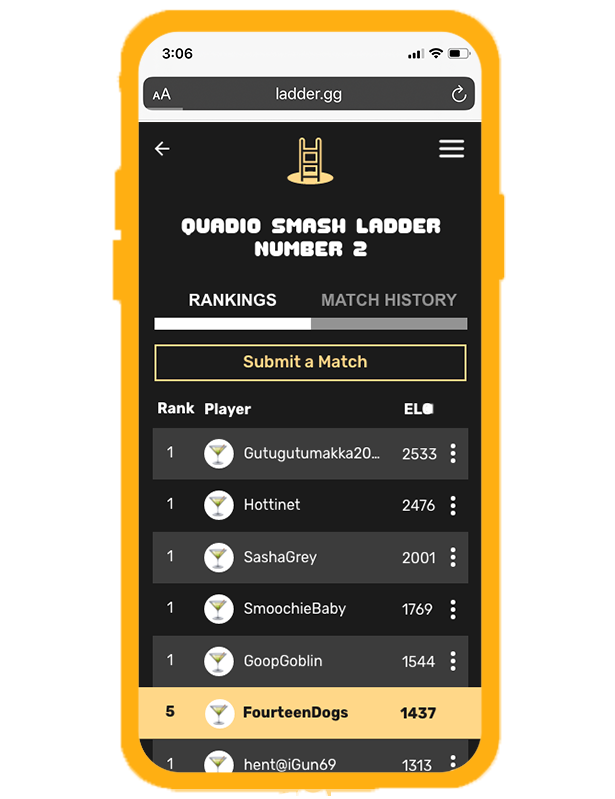 3:06
AA ladder.gg
QUADIO SMASH LADDER
NUMBER 2
RANKINGS MATCH HISTORY
Submit a Match
Rank Player ELO
1 Gutugutumakka20… 2533
1 Hottinet 2476
1 SashaGrey 2001
1 SmoochieBaby 1769
1 GoopGoblin 1544
5 FourteenDogs 1437
1 hent@iGun69 1313